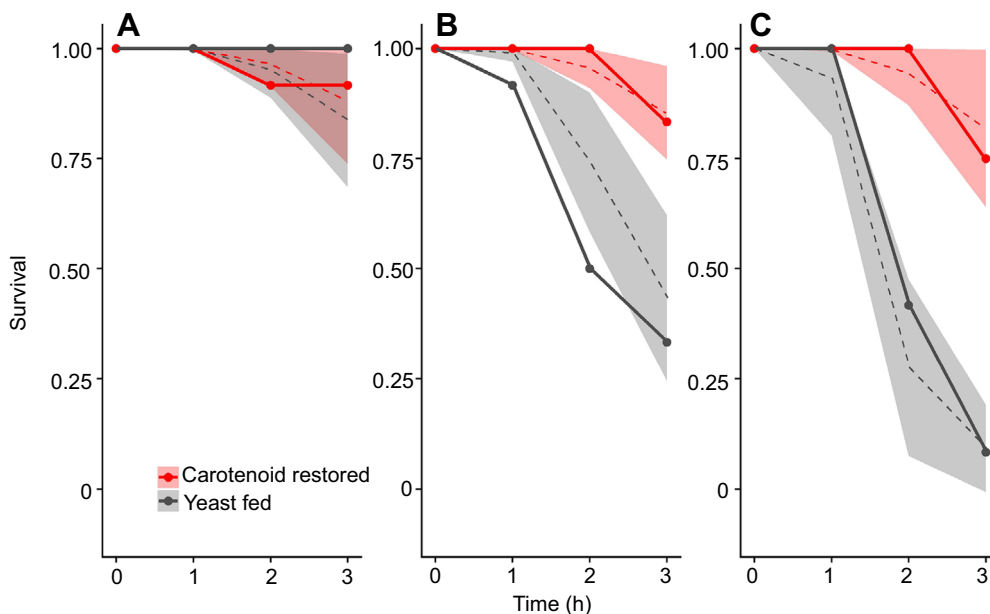 A B C
1.00 1.00 1.00
0.75 0.75 0.75
0.50 0.50 0.50
0.25 0.25 0.25
0 0 0
Survival
Carotenoid restored
Yeast fed
0 1 2 3 0 1 2 3 0 1 2 3
Time (h)